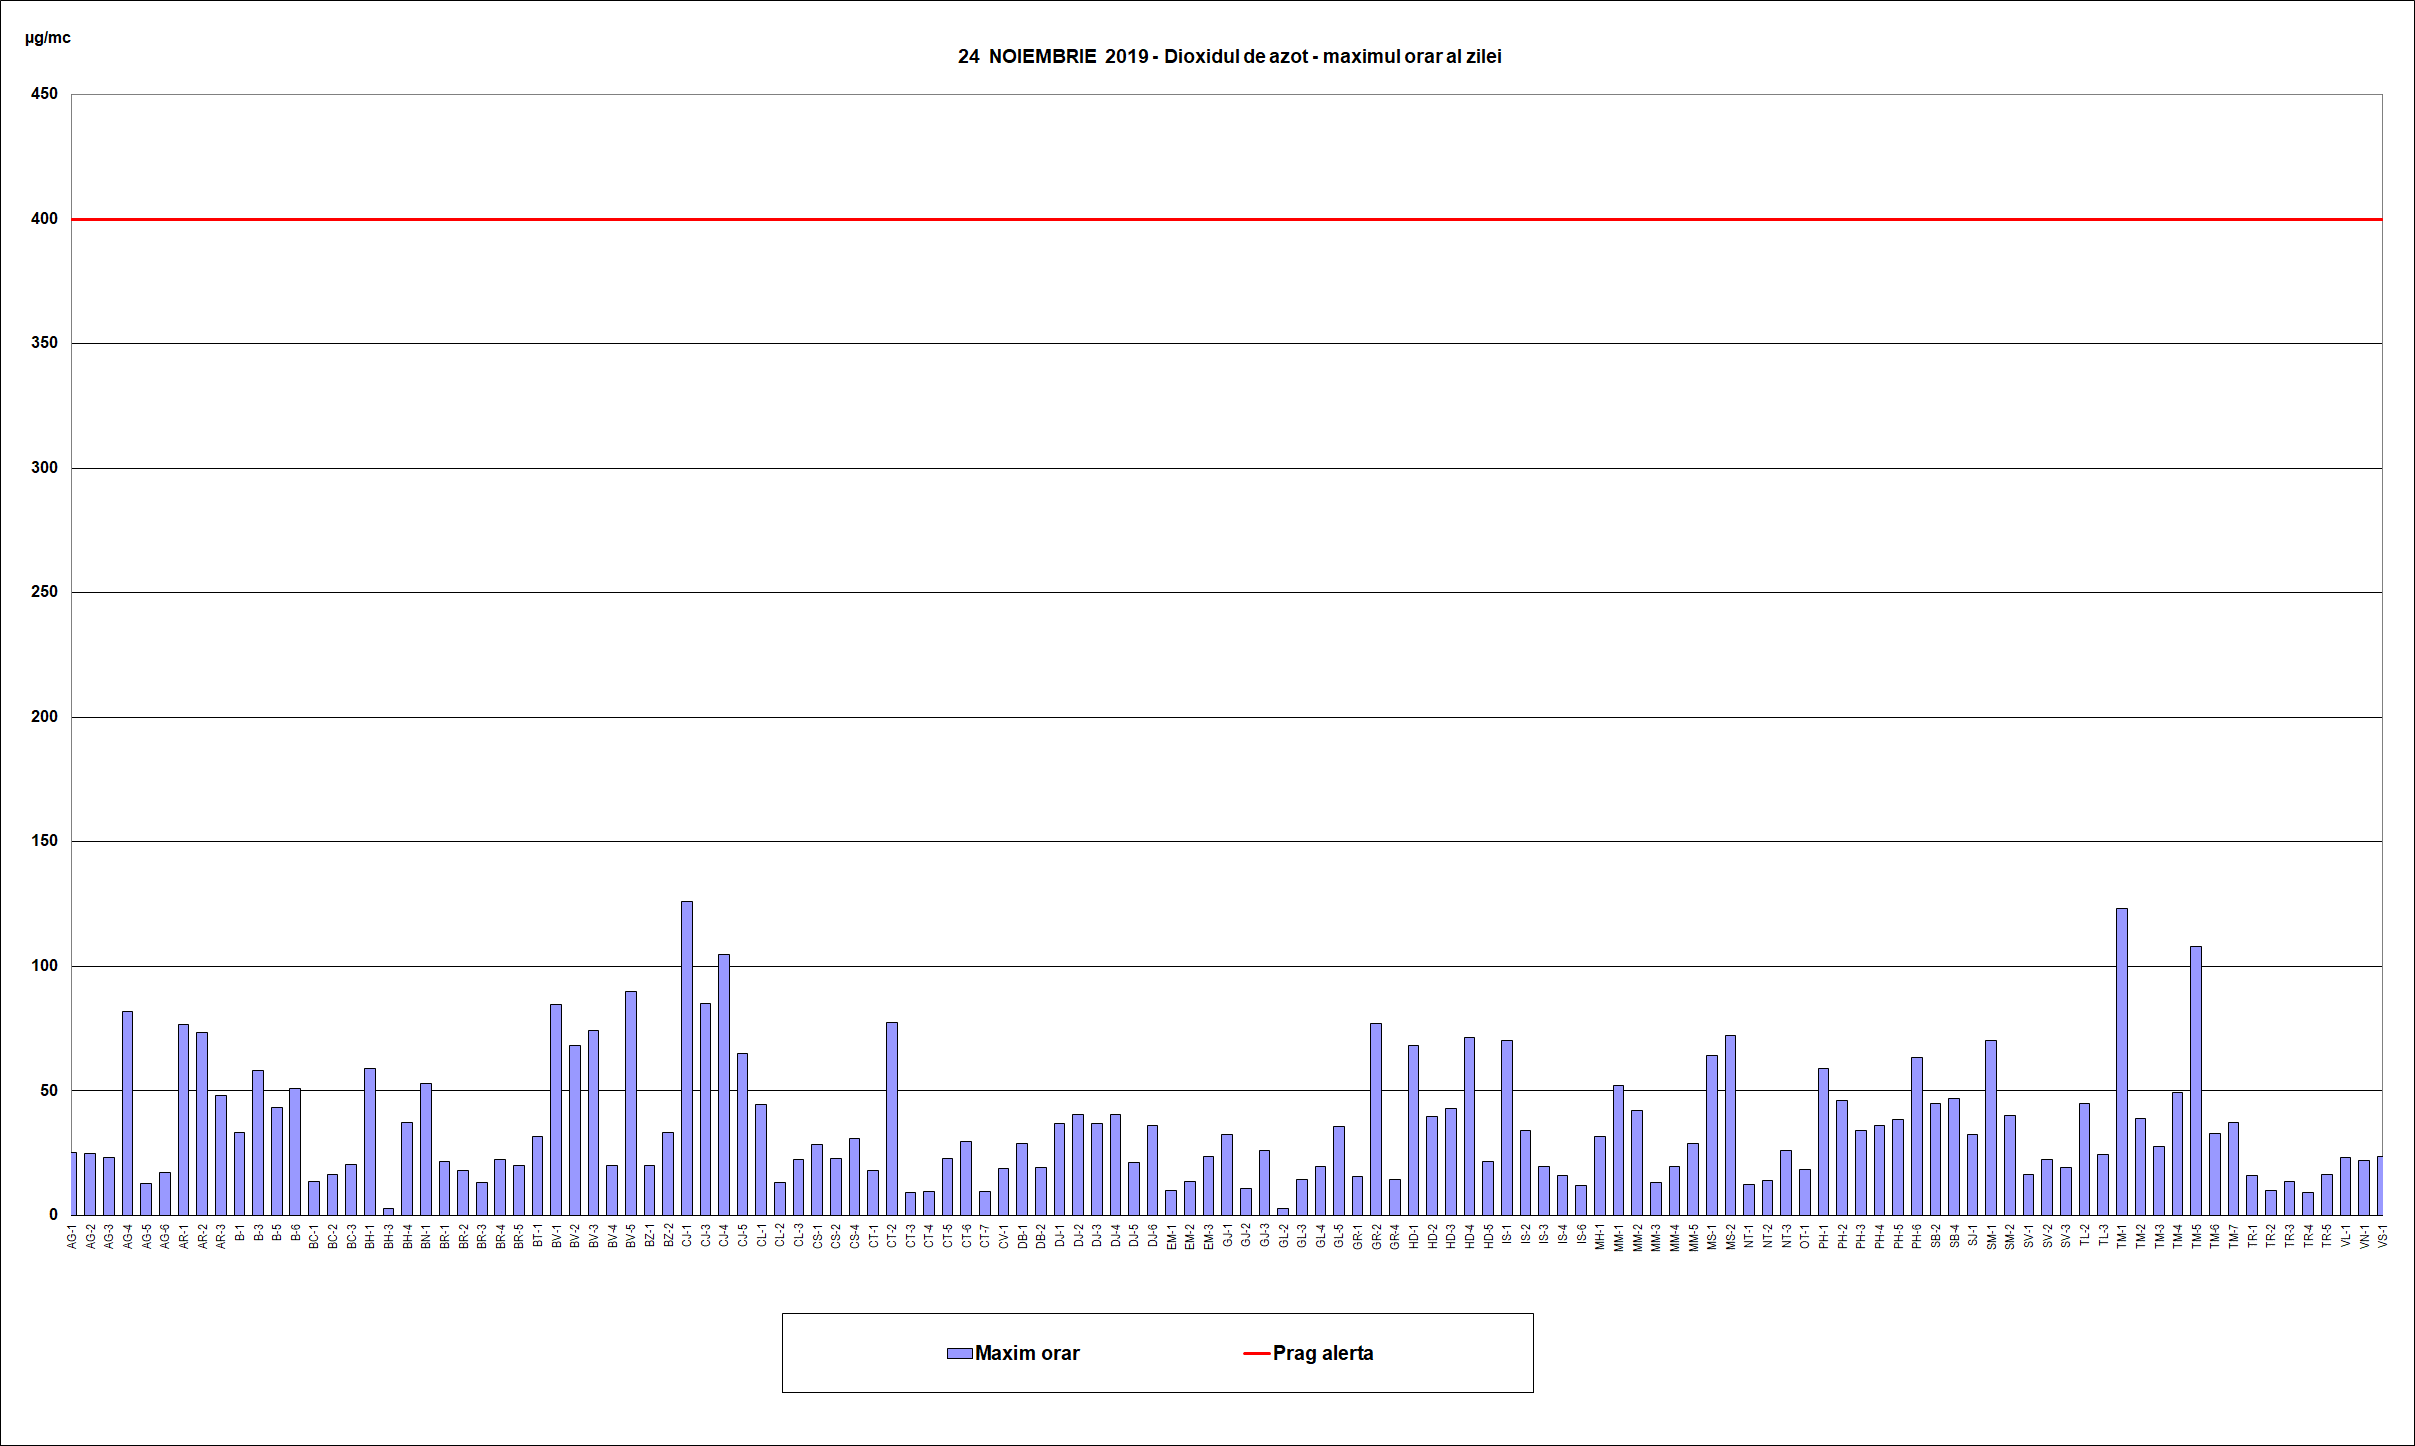 µg/mc
24 NOIEMBRIE 2019 - Dioxidul de azot - maximul orar al zilei
450
400
350
300
250
200
150
100
50
0
AG-1 AG-2 AG-3 AG-4 AG-5 AG-6 AR-1 AR-2 AR-3 B-1 B-3 B-5 B-6 BC-1 BC-2 BC-3 BH-1 BH-3 BH-4 BN-1 BR-1 BR-2 BR-3 BR-4 BR-5 BT-1 BV-1 BV-2 BV-3 BV-4 BV-5 BZ-1 BZ-2 CJ-1 CJ-3 CJ-4 CJ-5 CL-1 CL-2 CL-3 CS-1 CS-2 CS-4 CT-1 CT-2 CT-3 CT-4 CT-5 CT-6 CT-7 CV-1 DB-1 DB-2 DJ-1 DJ-2 DJ-3 DJ-4 DJ-5 DJ-6 EM-1 EM-2 EM-3 GJ-1 GJ-2 GJ-3 GL-2 GL-3 GL-4 GL-5 GR-1 GR-2 GR-4 HD-1 HD-2 HD-3 HD-4 HD-5 IS-1 IS-2 IS-3 IS-4 IS-6 MH-1 MM-1 MM-2 MM-3 MM-4 MM-5 MS-1 MS-2 NT-1 NT-2 NT-3 OT-1 PH-1 PH-2 PH-3 PH-4 PH-5 PH-6 SB-2 SB-4 SJ-1 SM-1 SM-2 SV-1 SV-2 SV-3 TL-2 TL-3 TM-1 TM-2 TM-3 TM-4 TM-5 TM-6 TM-7 TR-1 TR-2 TR-3 TR-4 TR-5 VL-1 VN-1 VS-1
Maxim orar Prag alerta